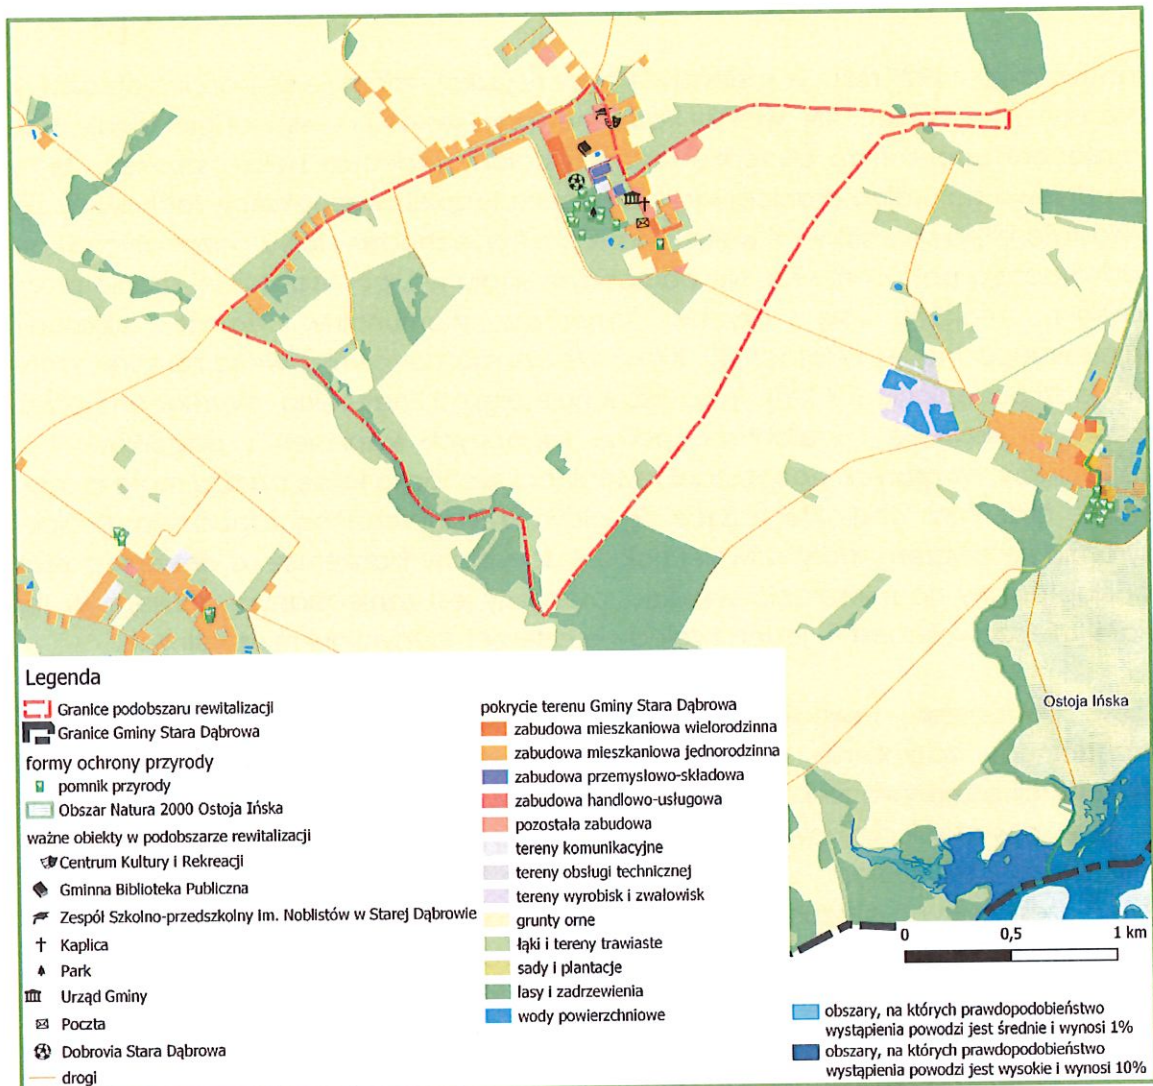 Ostoja Ińska
Legenda
Granice podobszaru rewitalizacji
Granice Gminy Stara Dąbrowa
formy ochrony przyrody
pomnik przyrody
Obszar Natura 2000 Ostoja Ińska
ważne obiekty w podobszarze rewitalizacji
Centrum Kultury i Rekreacji
Gminna Biblioteka Publiczna
Zespół Szkolno-przedszkolny Im. Noblistów w Starej Dąbrowie
Kaplica
Park
Urząd Gminy
Poczta
Dobrovia Stara Dąbrowa
drogi
pokrycie terenu Gminy Stara Dąbrowa
zabudowa mieszkaniowa wielorodzinna
zabudowa mieszkaniowa jednorodzinna
zabudowa przemysłowo-składowa
zabudowa handlowo-usługowa
pozostała zabudowa
tereny komunikacyjne
tereny obsługi technicznej
tereny wyrobisk i zwałowisk
grunty orne
łąki i tereny trawiaste
sady i plantacje
lasy i zadrzewienia
wody powierzchniowe
0 0,5 1 km
obszary, na których prawdopodobieństwo
wystąpienia powodzi jest średnie i wynosi 1%
obszary, na których prawdopodobieństwo
wystąpienia powodzi jest wysokie i wynosi 10%